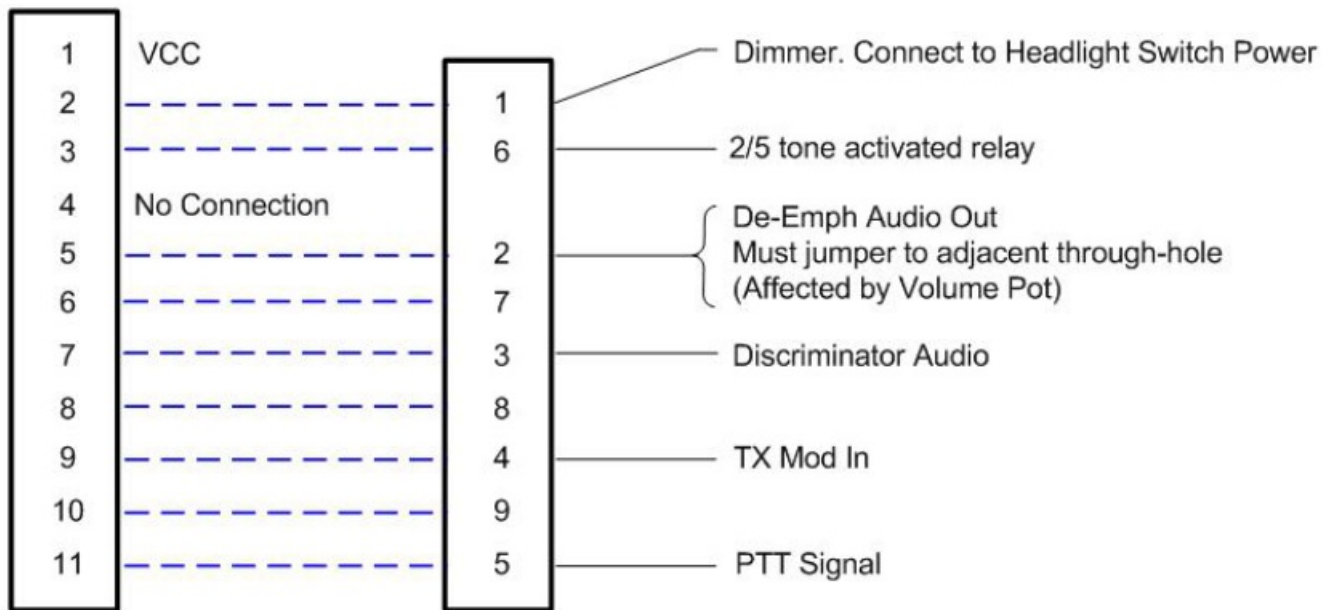 1 VCC
Dimmer. Connect to Headlight Switch Power
2 1
3 6 2/5 tone activated relay
4 No Connection
De-Emph Audio Out
5 2 Must jumper to adjacent through-hole
(Affected by Volume Pot)
6 7
7 3 Discriminator Audio
8 8
9 4 TX Mod In
10 9
11 5 PTT Signal